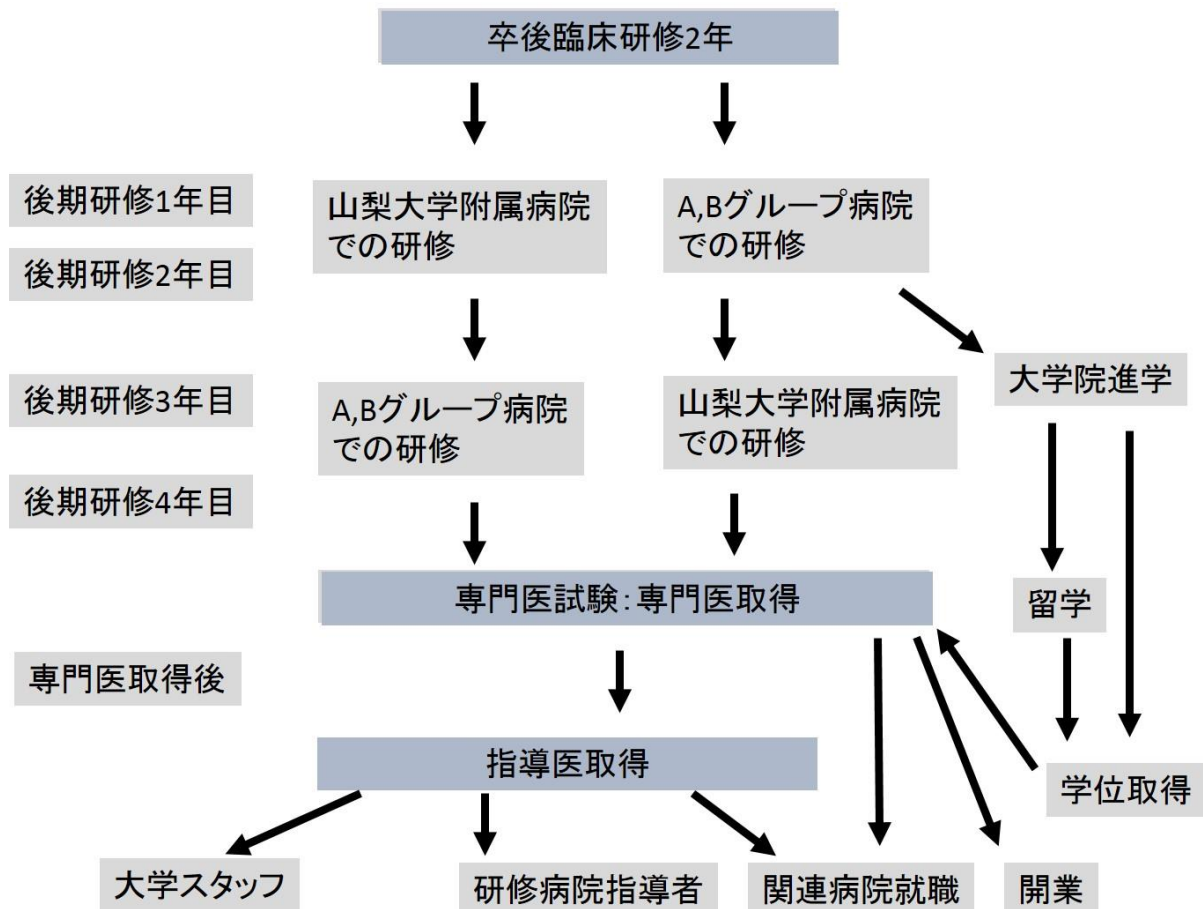 卒後臨床研修2年
後期研修1年目
山梨大学附属病院
での研修
A,Bグループ病院
での研修
後期研修2年目
大学院進学
後期研修3年目
A,Bグループ病院
での研修
山梨大学附属病院
での研修
後期研修4年目
専門医試験：専門医取得
留学
専門医取得後
指導医取得
学位取得
大学スタッフ
研修病院指導者
関連病院就職
開業